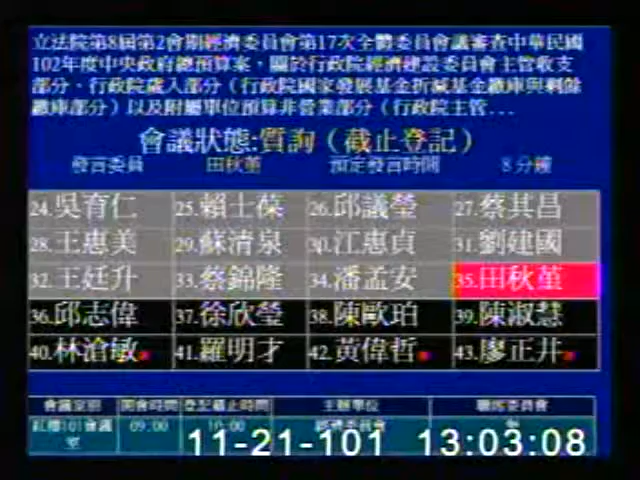 立法院第8屆第2會期經濟委員會第17次全體委員會議審查中華民國
102年度中央政府總預算案，關於行政院經濟建設委員會主管收支
部分、行政院歲入部分（行政院國家發展基金折減基金繳庫與剩餘
繳庫部分）以及附屬單位預算非營業部分（行政院主管...
會議狀態:質詢（截止登記）
發言委員 田秋堇 預定發言時間 8分鐘
24.吳育仁 25.賴士葆 26.邱議瑩 27.蔡其昌
28.王惠美 29.蘇清泉 30.江惠貞 31.劉建國
32.王廷升 33.蔡錦隆 34.潘孟安 35.田秋堇
36.邱志偉 37.徐欣瑩 38.陳歐珀 39.陳淑慧
40.林滄敏 41.羅明才 42.黃偉哲 43.廖正井
會議室別 開會時間 登記截止時間 主辦單位 聯席委員會
紅樓101會議室 09:00 10:00 經濟委員會
11-21-101 13:03:08